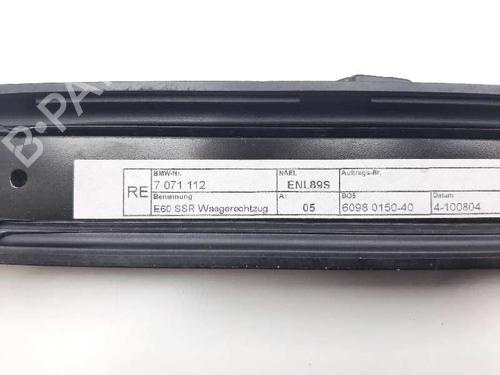 B-PARTS
RE
BMW-Nr.
7 071 112
NAEL
ENL89S
Auftrags-Nr.
Benennung
E60 SSR Waagerechtzug
A:
05
BOS
6098 0150-40
Datum
4-100804